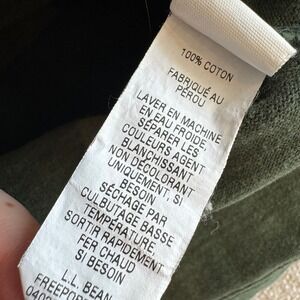 100% COTON
FABRIQUÉ AU
PÉROU
LAVER EN MACHINE
EN EAU FROIDE.
SÉPARER LES
COULEURS AGENT
BLANCHISSANT
NON DÉCOLORANT
UNIQUEMENT, SI
BESOIN
SÉCHAGE PAR
CULBUTAGE BASSE
TEMPÉRATURE.
SORTIR RAPIDEMENT
FER CHAUD
SI BESOIN
L.L. BEAN